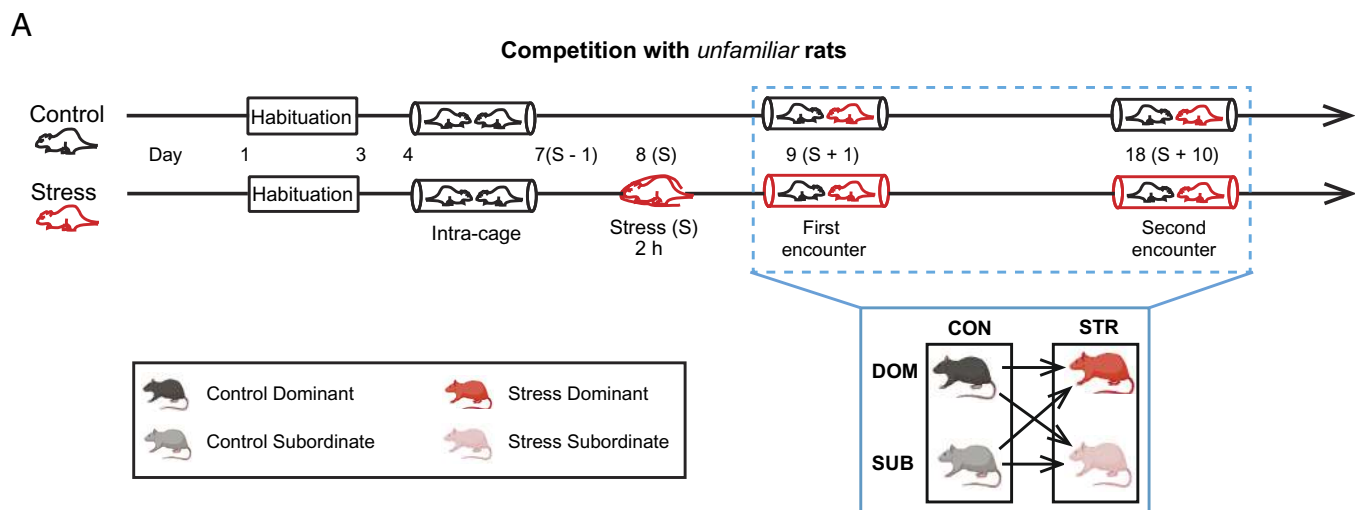 A
Competition with unfamiliar rats
Control
Habituation
Day 1 3 4 7(S - 1) 8 (S) 9 (S + 1) 18 (S + 10)
Stress
Habituation
Intra-cage
Stress (S)
2 h
First
encounter
Second
encounter
CON STR
DOM
SUB
Control Dominant Stress Dominant
Control Subordinate Stress Subordinate